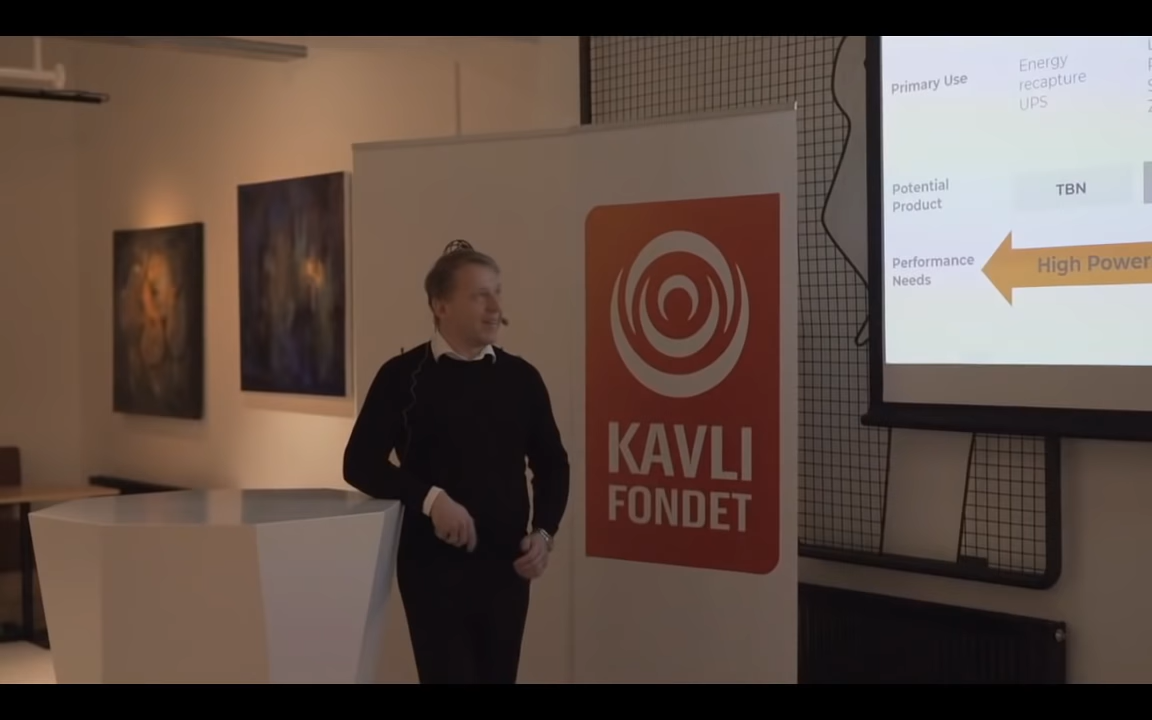 Primary Use
Energy
recapture
UPS
Potential
Product
TBN
Performance
Needs
High Power
KAVLI
FONDET